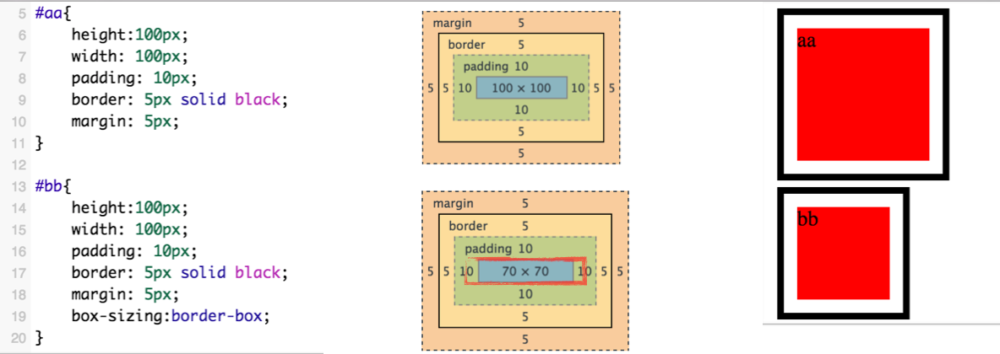 5 #aa{
6 height:100px;
7 width: 100px;
8 padding: 10px;
9 border: 5px solid black;
10 margin: 5px;
11 }
12
13 #bb{
14 height:100px;
15 width: 100px;
16 padding: 10px;
17 border: 5px solid black;
18 margin: 5px;
19 box-sizing:border-box;
20 }
margin 5
border 5
padding 10
5 5 10 100 × 100 10 5 5
10
5
5
margin 5
border 5
padding 10
5 5 10 70 × 70 10 5 5
10
5
5
aa
bb